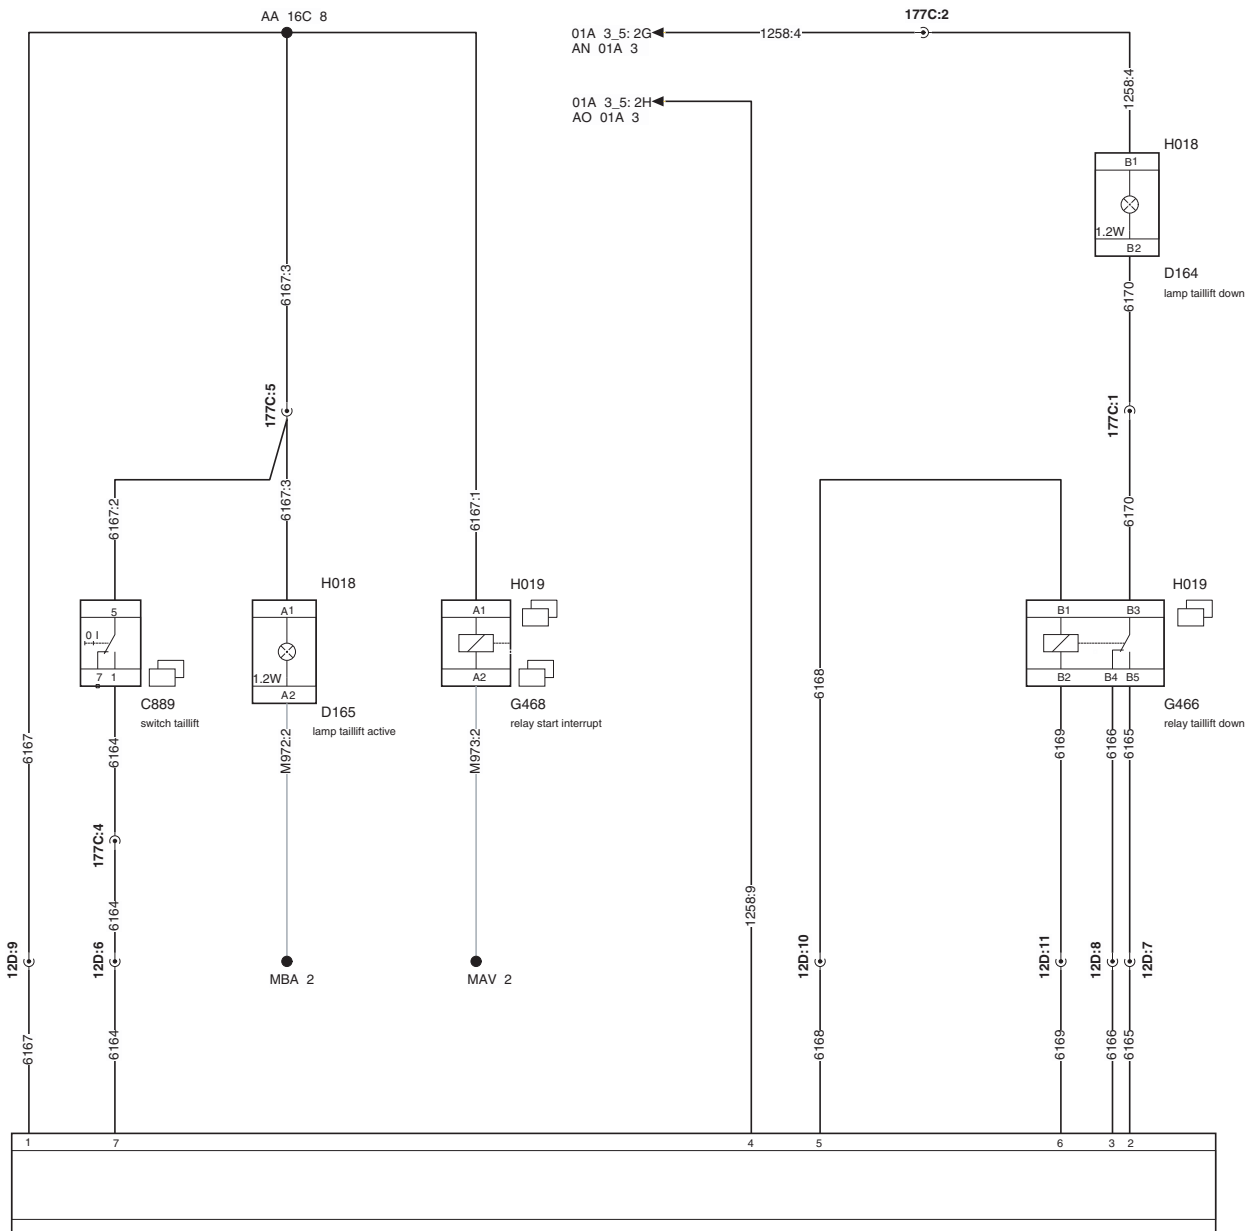 AA 16C 8
177C:2
01A 3_5: 2G
AN 01A 3
1258:4
1258:4
01A 3_5: 2H
AO 01A 3
H018
B1
1.2W
B2
D164
lamp taillift down
6167:3
6170
177C:5
177C:1
6167:2
6167:3
6167:1
6170
H018
H019
H019
5
0 I
7 1
A1
1.2W
A2
A1
A2
B1 B3
B2 B4 B5
C889
switch taillift
D165
lamp taillift active
G468
relay start interrupt
G466
relay taillift down
6168
6167
6164
M972:2
M973:2
6169
6166
6165
177C:4
6164
1258:9
12D:9
12D:6
12D:10
12D:11
12D:8
12D:7
MBA 2
MAV 2
6167
6164
6168
6169
6166
6165
1 7 4 5 6 3 2